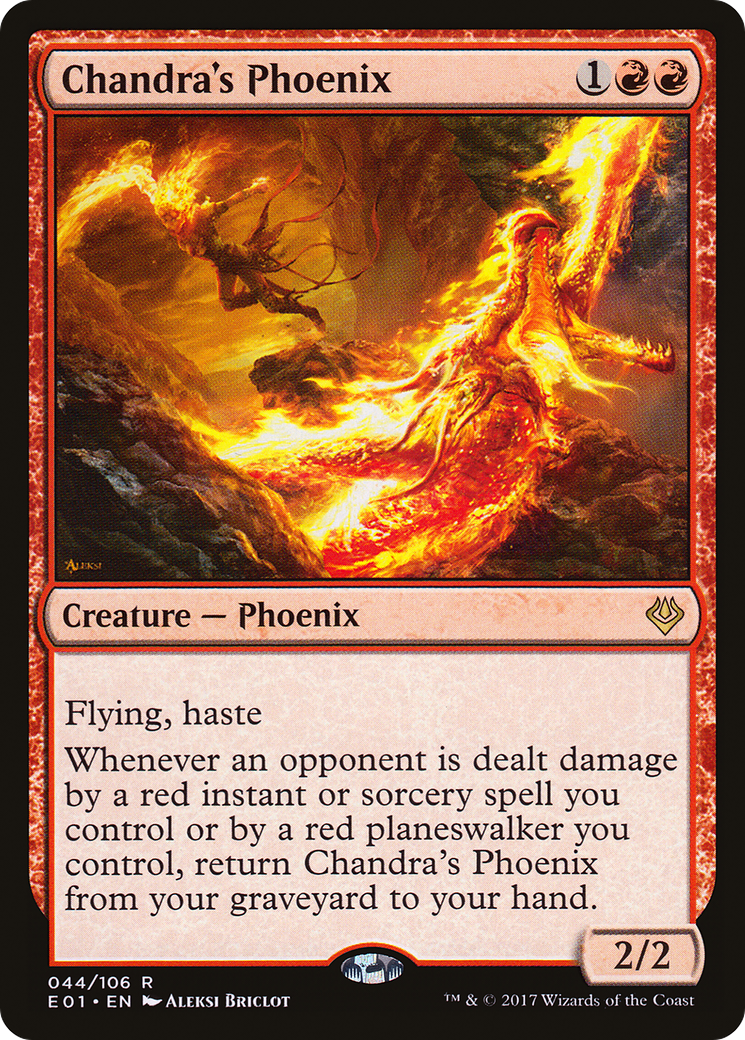 Chandra's Phoenix 1
ALEKSI
Creature — Phoenix
Flying, haste
Whenever an opponent is dealt damage
by a red instant or sorcery spell you
control or by a red planeswalker you
control, return Chandra's Phoenix
from your graveyard to your hand.
2/2
044/106 R
E01 • EN Aleksi Briclot
™ & © 2017 Wizards of the Coast